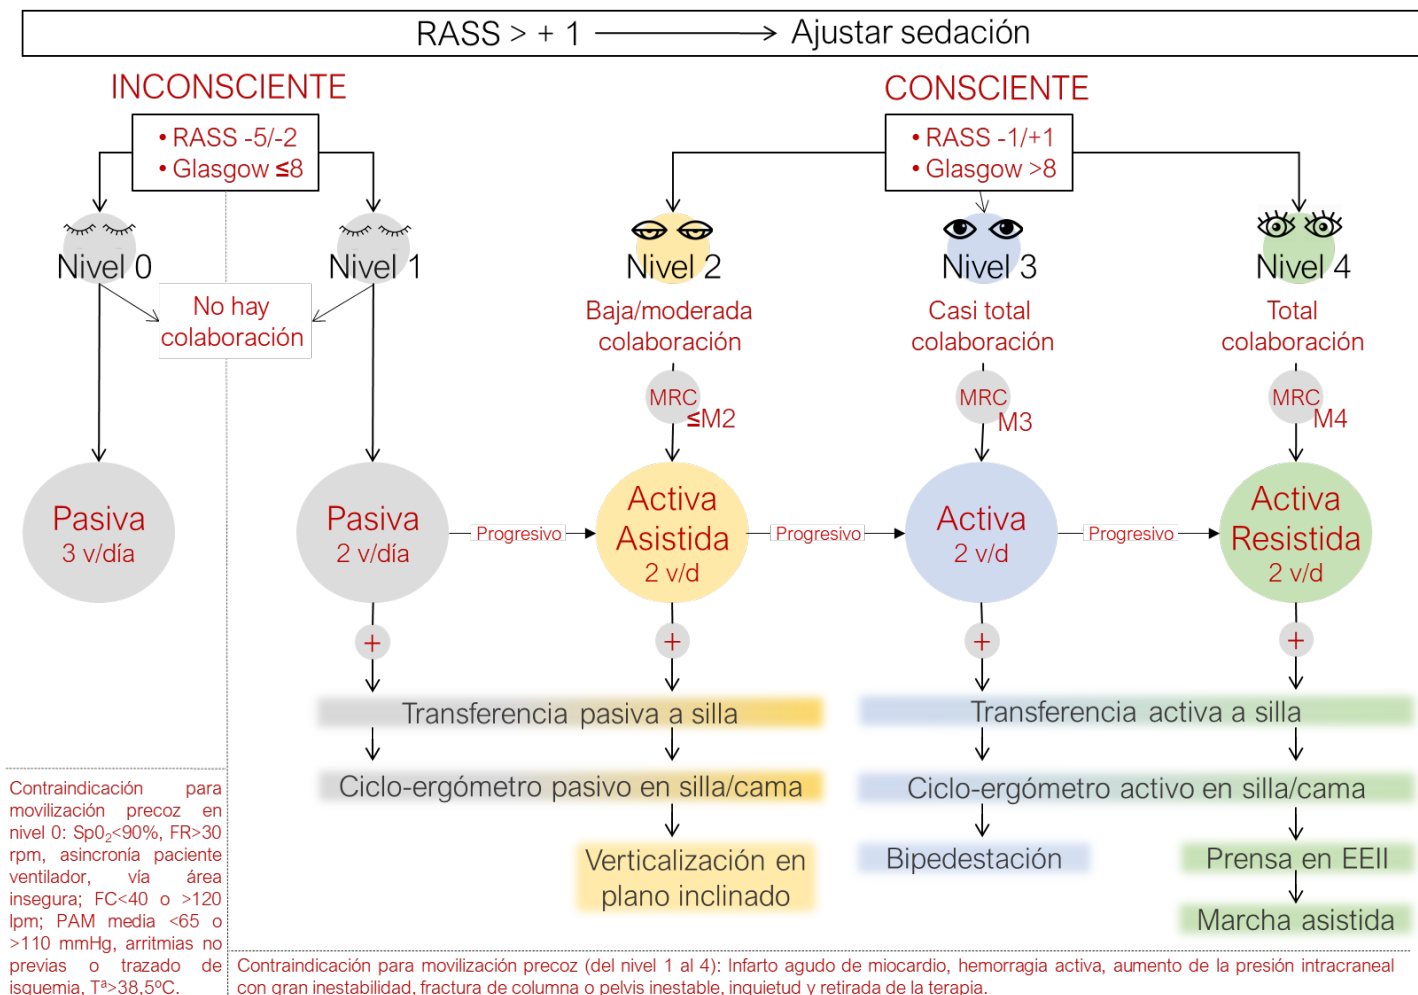 RASS > + 1 Ajustar sedación
INCONSCIENTE
• RASS -5/-2
• Glasgow ≤8
CONSCIENTE
• RASS -1/+1
• Glasgow >8
Nivel 0
Nivel 1
Nivel 2
Nivel 3
Nivel 4
No hay
colaboración
Baja/moderada
colaboración
Casi total
colaboración
Total
colaboración
MRC
≤M2
MRC
M3
MRC
M4
Pasiva
3 v/día
Pasiva
2 v/día
Progresivo
Activa
Asistida
2 v/d
Progresivo
Activa
2 v/d
Progresivo
Activa
Resistida
2 v/d
+
+
+
+
Transferencia pasiva a silla
Transferencia activa a silla
Ciclo-ergómetro pasivo en silla/cama
Ciclo-ergómetro activo en silla/cama
Verticalización en
plano inclinado
Bipedestación
Prensa en EEII
Marcha asistida
Contraindicación para
movilización precoz en
nivel 0: Sp0₂<90%, FR>30
rpm, asincronía paciente
ventilador, vía área
insegura; FC<40 o >120
lpm; PAM media <65 o
>110 mmHg, arritmias no
previas o trazado de
isquemia, Tª>38,5ºC.
Contraindicación para movilización precoz (del nivel 1 al 4): Infarto agudo de miocardio, hemorragia activa, aumento de la presión intracraneal
con gran inestabilidad, fractura de columna o pelvis inestable, inquietud y retirada de la terapia.